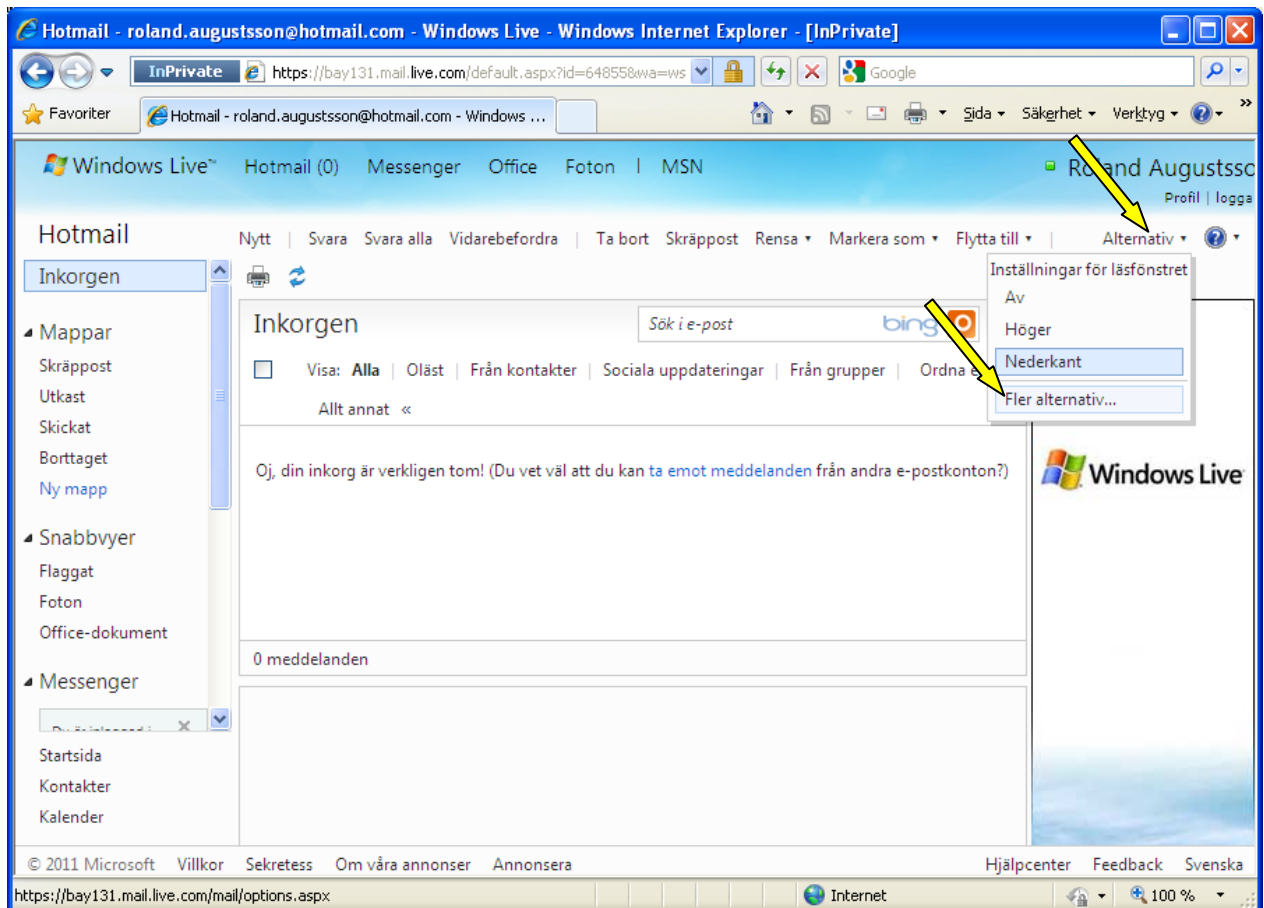 Hotmail - roland.augustsson@hotmail.com - Windows Live - Windows Internet Explorer - [InPrivate]
InPrivate https://bay131.mail.live.com/default.aspx?id=64855&wa=ws Google
Favoriter Hotmail - roland.augustsson@hotmail.com - Windows ... Sida Säkerhet Verktyg »
Windows Live™ Hotmail (0) Messenger Office Foton | MSN Roland Augustsso
Profil | logga
Hotmail
Nytt | Svara Svara alla Vidarebefordra | Ta bort Skräppost Rensa Markera som Flytta till | Alternativ
Inkorgen
Inställningar för läsfönstret
Av
Höger
Nederkant
Fler alternativ...
Inkorgen Sök i e-post bing
Visa: Alla | Oläst | Från kontakter | Sociala uppdateringar | Från grupper | Ordna
Allt annat «
Oj, din inkorg är verkligen tom! (Du vet väl att du kan ta emot meddelanden från andra e-postkonton?)
0 meddelanden
Windows Live
Mappar
Skräppost
Utkast
Skickat
Borttaget
Ny mapp
Snabbvyer
Flaggat
Foton
Office-dokument
Messenger
Startsida
Kontakter
Kalender
© 2011 Microsoft Villkor Sekretess Om våra annonser Annonsera Hjälpcenter Feedback Svenska
https://bay131.mail.live.com/mail/options.aspx Internet 100 %